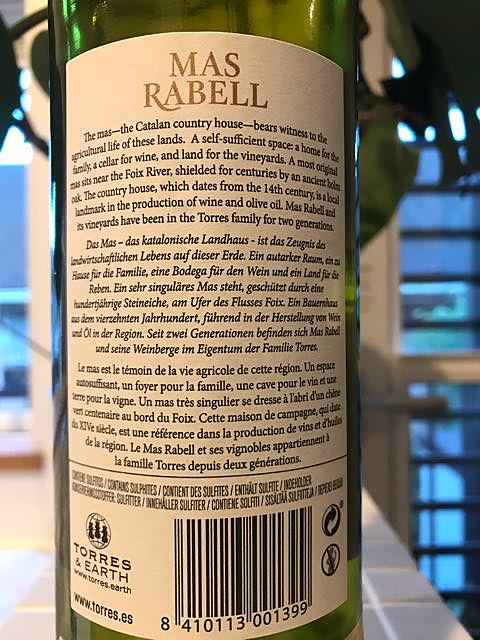 MAS
RABELL
The mas—the Catalan country house—bears witness to the
agricultural life of these lands. A self-sufficient space: a home for the
family, a cellar for wine, and land for the vineyards. A most original
mas sits near the Foix River, shielded for centuries by an ancient holm
oak. The country house, which dates from the 14th century, is a local
landmark in the production of wine and olive oil. Mas Rabell and
its vineyards have been in the Torres family for two generations.
Das Mas – das katalonische Landhaus - ist das Zeugnis des
landwirtschaftlichen Lebens auf dieser Erde. Ein autarker Raum, ein zu
Hause für die Familie, eine Bodega für den Wein und ein Land für die
Reben. Ein sehr singuläres Mas steht, geschützt durch eine
hundertjährige Steineiche, am Ufer des Flusses Foix. Ein Bauernhaus
aus dem vierzehnten Jahrhundert, führend in der Herstellung von Wein
und Öl in der Region. Seit zwei Generationen befinden sich Mas Rabell
und seine Weinberge im Eigentum der Familie Torres.
Le mas est le témoin de la vie agricole de cette région. Un espace
autosuffisant, un foyer pour la famille, une cave pour le vin et une
terre pour la vigne. Un mas très singulier se dresse à l'abri d'un chêne
vert centenaire au bord du Foix. Cette maison de campagne, qui date
du XIVe siècle, est une référence dans la production de vins et d'huiles
de la région. Le Mas Rabell et ses vignobles appartiennent à
la famille Torres depuis deux générations.
CONTIENE SULFITOS / CONTAINS SULPHITES / CONTIENT DES SULFITES / ENTHÄLT SULFITE / INDEHOLDER
KONSERVERINGSSTOFFER: SULFITTER / INNEHÅLLER SULFITER / CONTIENE SOLFITI / SISÄLTÄÄ SULFIITTEJA /
TORRES
& EARTH
www.torres.earth
www.torres.es
8 410113 001399